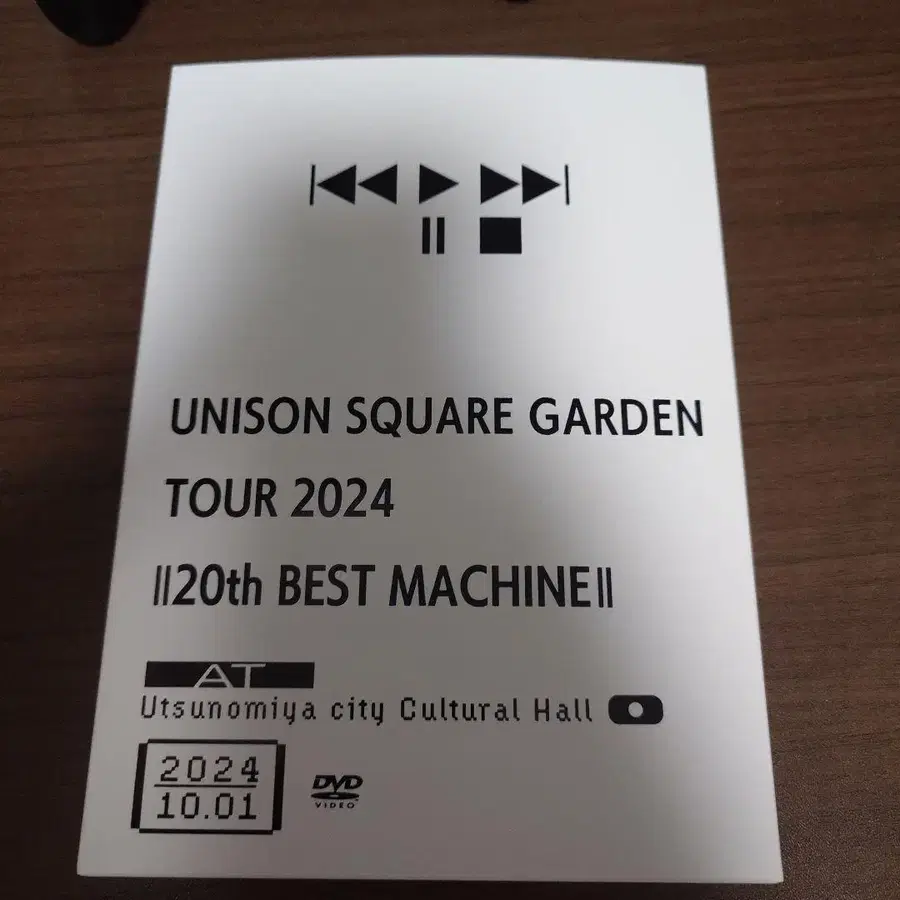 UNISON SQUARE GARDEN
TOUR 2024
||20th BEST MACHINE||
AT
Utsunomiya city Cultural Hall
2024
10.01
DVD
VIDEO